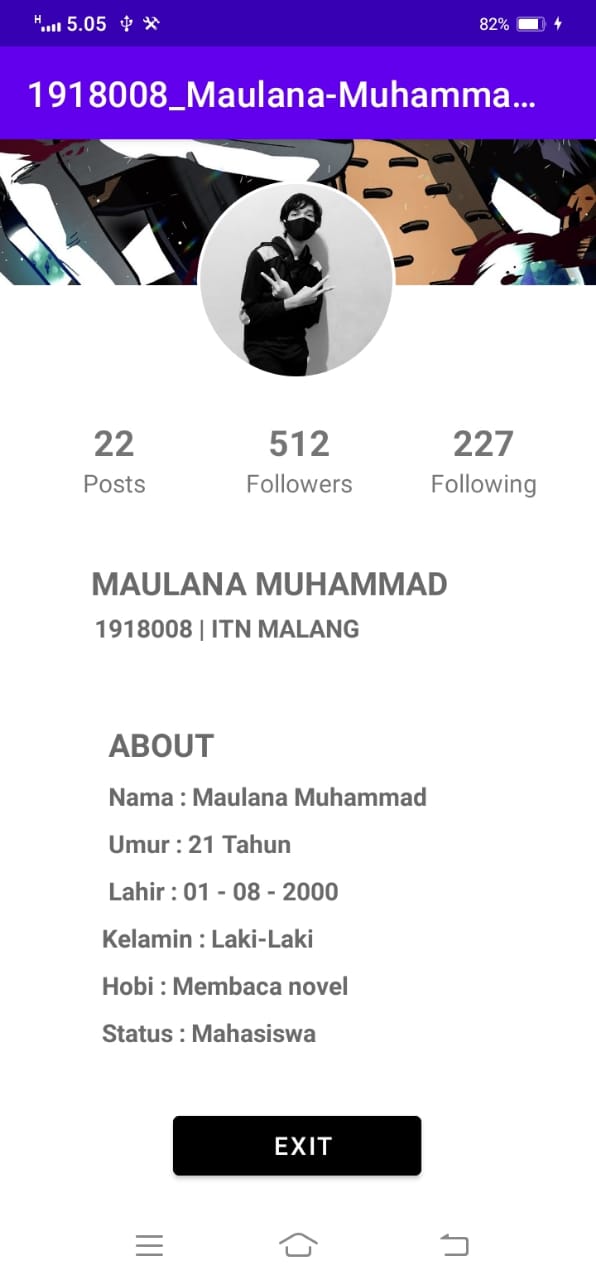 H 5.05 82%
1918008_Maulana-Muhamma...
22 512 227
Posts Followers Following
MAULANA MUHAMMAD
1918008 | ITN MALANG
ABOUT
Nama : Maulana Muhammad
Umur : 21 Tahun
Lahir : 01 - 08 - 2000
Kelamin : Laki-Laki
Hobi : Membaca novel
Status : Mahasiswa
EXIT